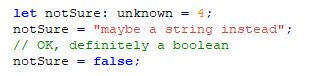 let notSure: unknown = 4;
notSure = "maybe a string instead";
// OK, definitely a boolean
notSure = false;